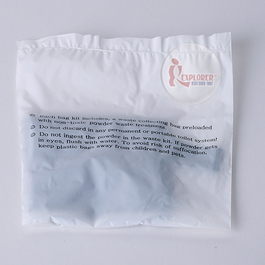 EXPLORER
Each bag kit includes, a waste collecting bag preloaded
with non-toxic powder waste treatment.
Do not discard in any permanent or portable toilet system!
Do not ingest the powder in the waste kit. If powder gets
in eyes, flush with water. To avoid risk of suffocation,
keep plastic bags away from children and pets.